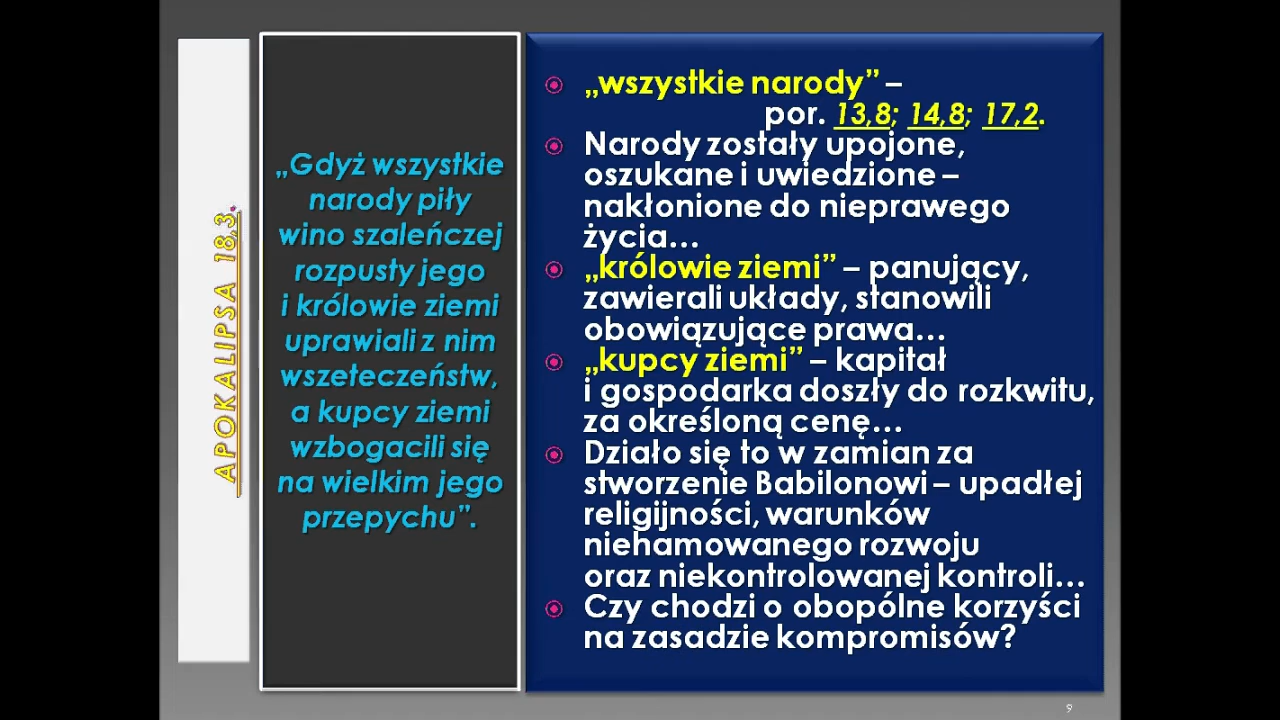 APOKALIPSA 18,3.
„Gdyż wszystkie
narody piły
wino szaleńczej
rozpusty jego
i królowie ziemi
uprawiali z nim
wszeteczeństw,
a kupcy ziemi
wzbogacili się
na wielkim jego
przepychu”.
„wszystkie narody” –
por. 13,8; 14,8; 17,2.
Narody zostały upojone,
oszukane i uwiedzione –
nakłonione do nieprawego
życia…
„królowie ziemi” – panujący,
zawierali układy, stanowili
obowiązujące prawa…
„kupcy ziemi” – kapitał
i gospodarka doszły do rozkwitu,
za określoną cenę…
Działo się to w zamian za
stworzenie Babilonowi – upadłej
religijności, warunków
niehamowanego rozwoju
oraz niekontrolowanej kontroli…
Czy chodzi o obopólne korzyści
na zasadzie kompromisów?
9